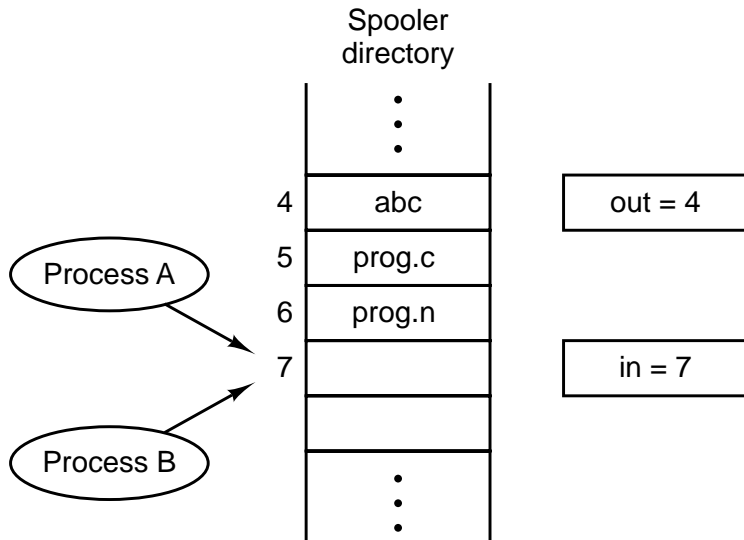 Spooler
directory
4 abc out = 4
Process A
5 prog.c
6 prog.n
7 in = 7
Process B